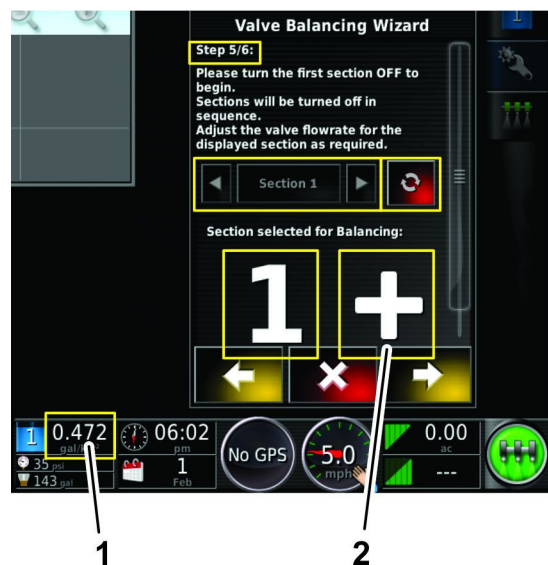 1
Valve Balancing Wizard
Step 5/6:
Please turn the first section OFF to
begin.
Sections will be turned off in
sequence.
Adjust the valve flowrate for the
displayed section as required.
Section 1
Section selected for Balancing:
1 +
1 0.472 06:02 0.00
pm ac
35 psi 1 No GPS 5.0 ---
143 gal Feb mph
1 2